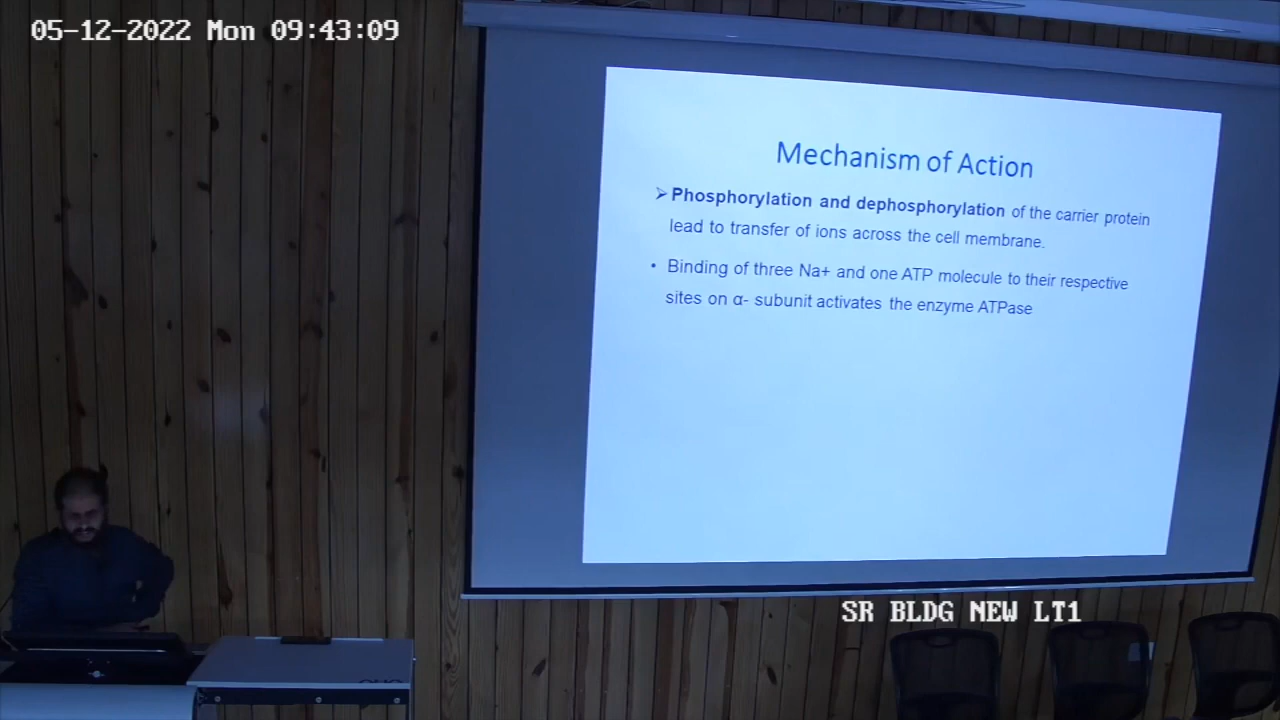 05-12-2022 Mon 09:43:09
Mechanism of Action
➢Phosphorylation and dephosphorylation of the carrier protein
lead to transfer of ions across the cell membrane.
• Binding of three Na+ and one ATP molecule to their respective
sites on α- subunit activates the enzyme ATPase
SR BLDG NEW LT1